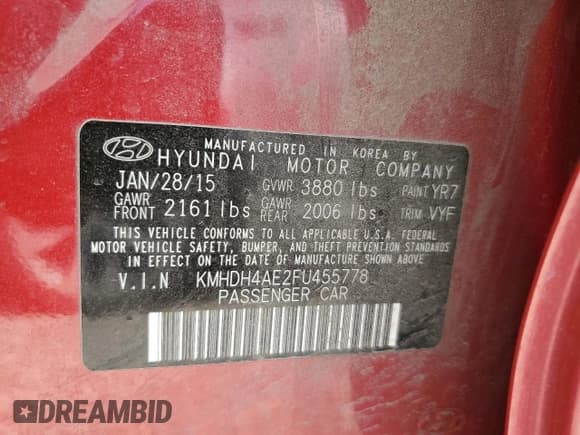 MANUFACTURED IN KOREA BY
HYUNDAI MOTOR COMPANY
JAN/28/15 GVWR 3880 lbs PAINT YR7
GAWR FRONT 2161 lbs GAWR REAR 2006 lbs TRIM VYF
THIS VEHICLE CONFORMS TO ALL APPLICABLE U.S.A. FEDERAL
MOTOR VEHICLE SAFETY, BUMPER, AND THEFT PREVENTION STANDARDS
IN EFFECT ON THE DATE OF MANUFACTURE SHOWN ABOVE
V.I.N KMHDH4AE2FU455778
PASSENGER CAR
DREAMBID